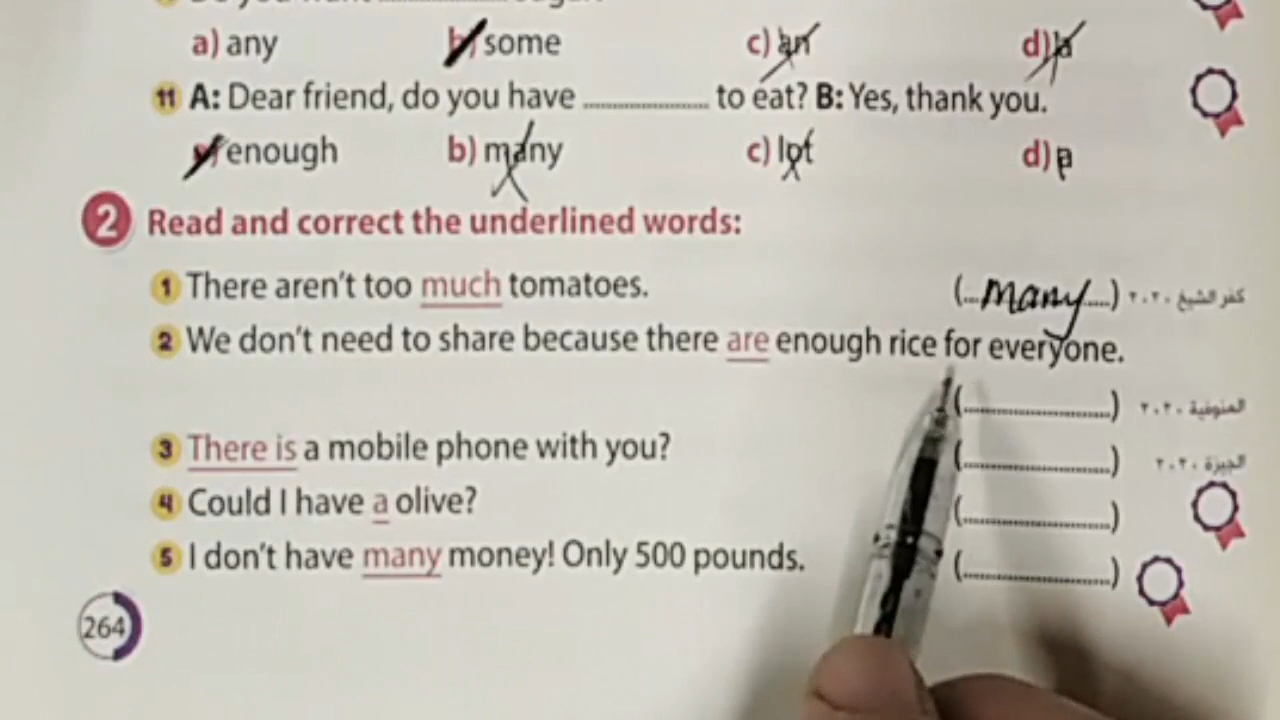 a) any b) some c) an d) a
11 A: Dear friend, do you have .................... to eat? B: Yes, thank you.
a) enough b) many c) lot d) a
2 Read and correct the underlined words:
1 There aren't too much tomatoes. (...many....) كفر الشيخ ٢٠٢٠
2 We don't need to share because there are enough rice for everyone.
(..............................) المنوفية ٢٠٢٠
3 There is a mobile phone with you? (..............................) الجيزة ٢٠٢٠
4 Could I have a olive? (..............................)
5 I don't have many money! Only 500 pounds. (..............................)
264